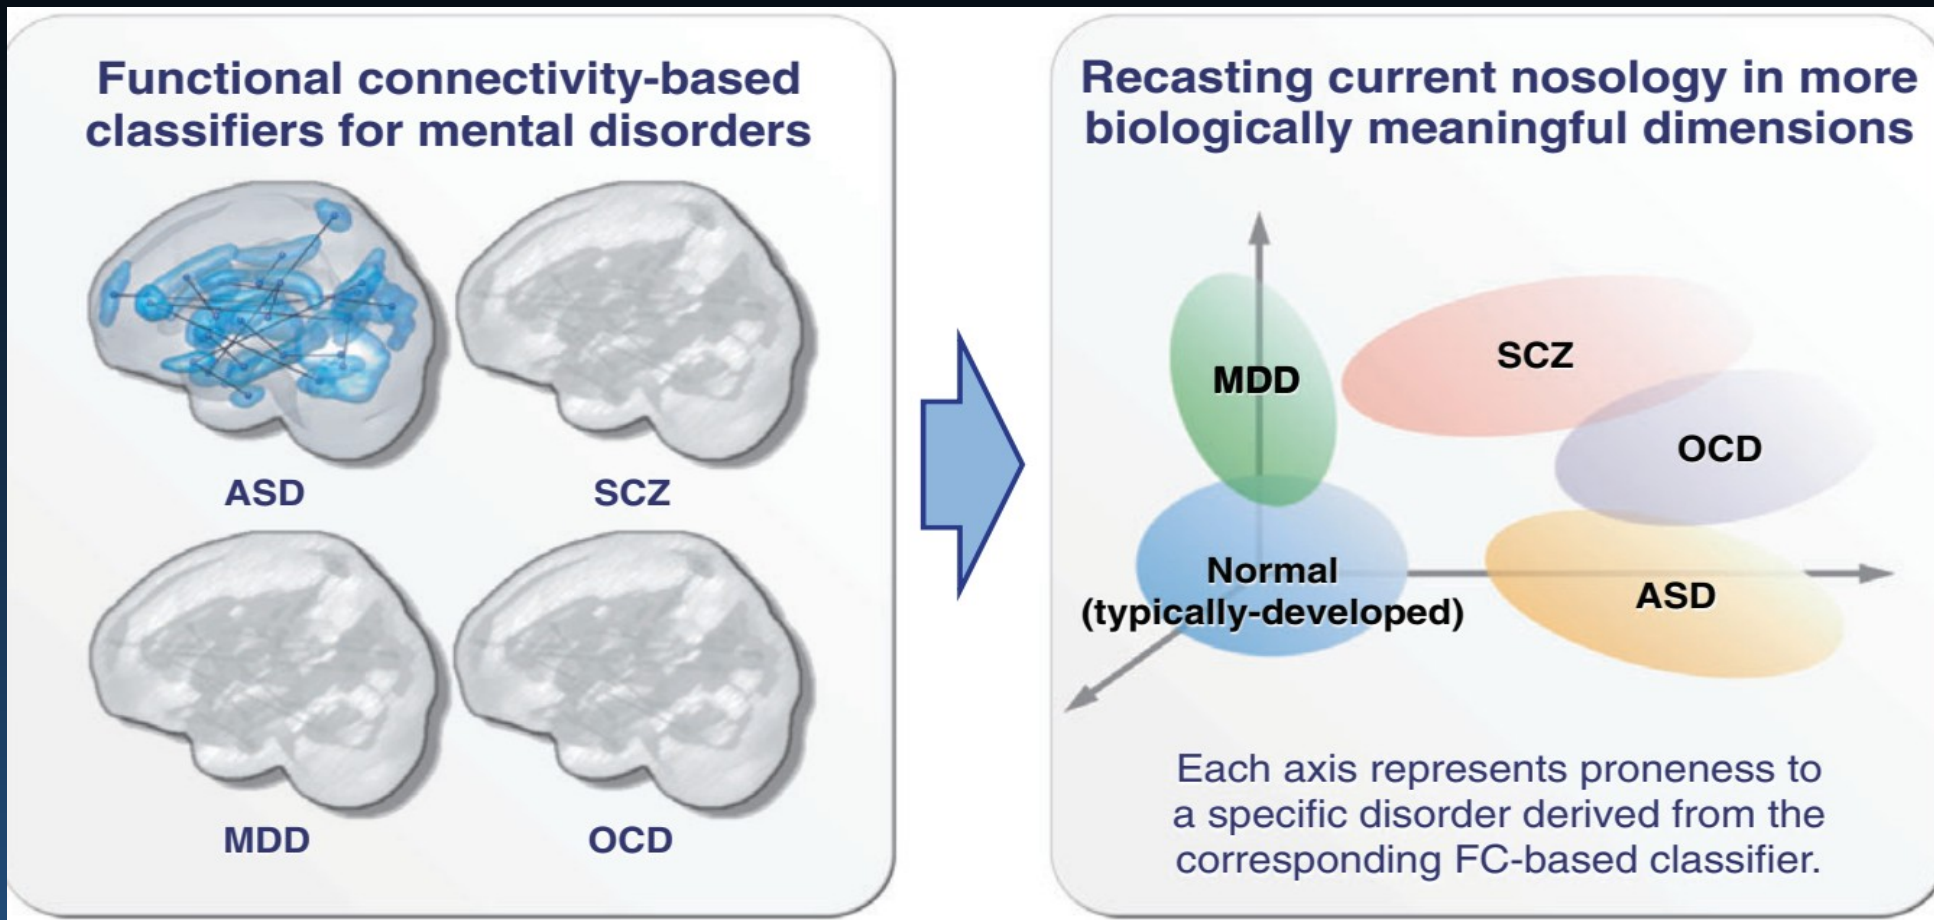 Functional connectivity-based
classifiers for mental disorders
ASD
SCZ
MDD
OCD
Recasting current nosology in more
biologically meaningful dimensions
MDD
SCZ
OCD
Normal
(typically-developed)
ASD
Each axis represents proneness to
a specific disorder derived from the
corresponding FC-based classifier.